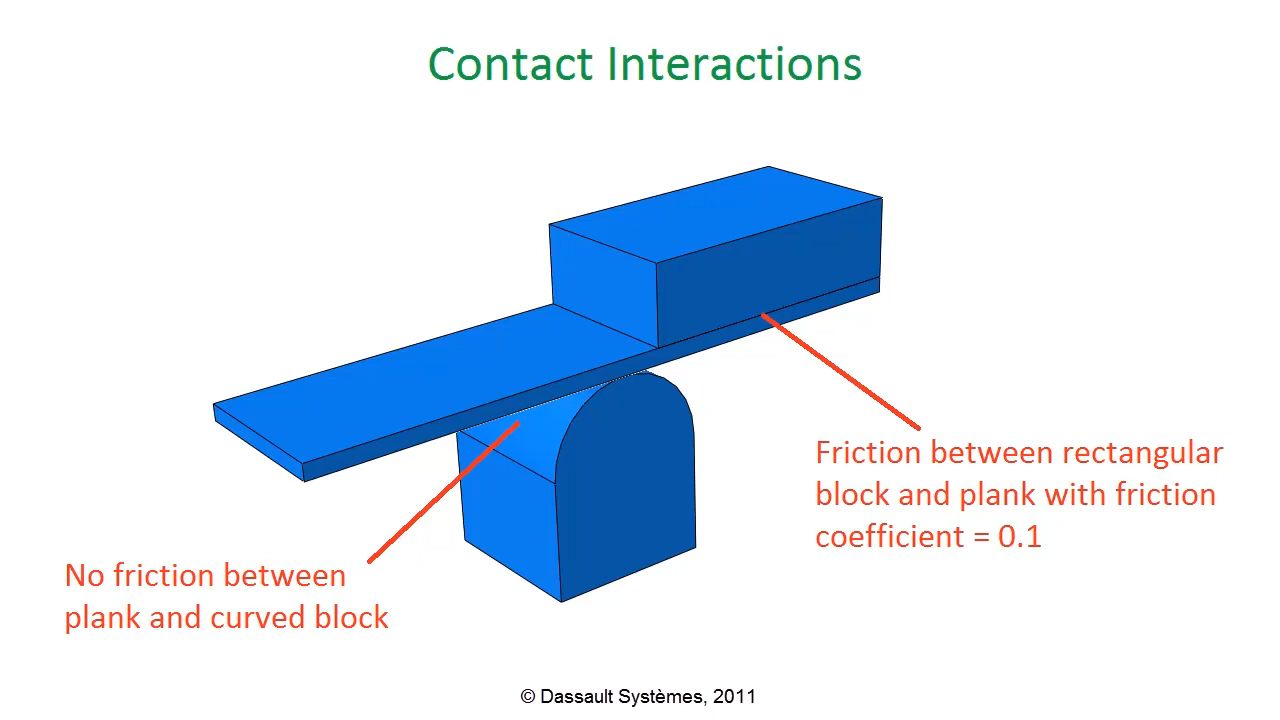 Contact Interactions
Friction between rectangular
block and plank with friction
coefficient = 0.1
No friction between
plank and curved block
© Dassault Systèmes, 2011